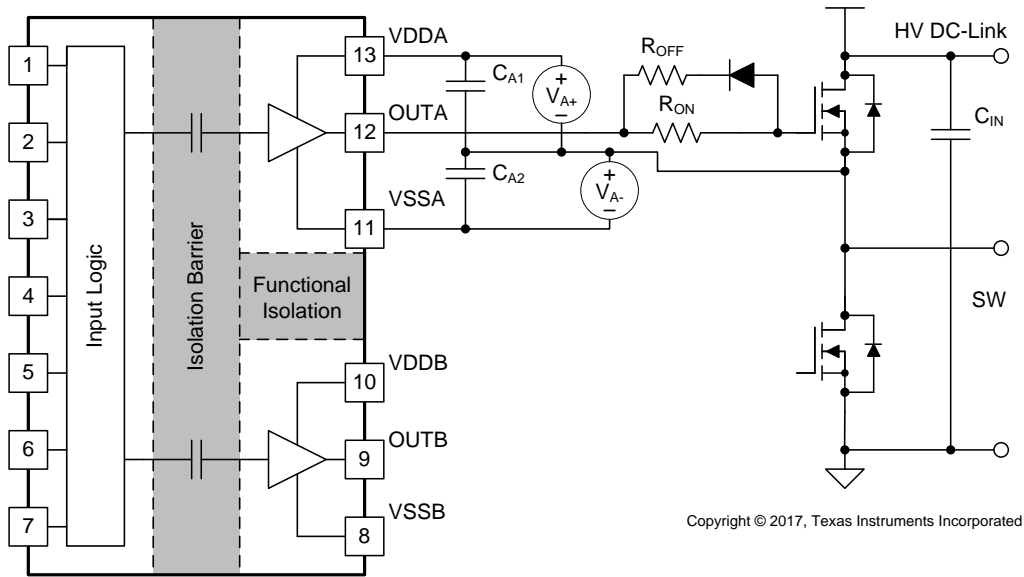 1
2
3
4
5
6
7
Input Logic
Isolation Barrier
Functional
Isolation
VDDA
13
OUTA
12
VSSA
11
VDDB
10
OUTB
9
VSSB
8
CA1
CA2
+
VA+
–
+
VA-
–
ROFF
RON
HV DC-Link
CIN
SW
Copyright © 2017, Texas Instruments Incorporated